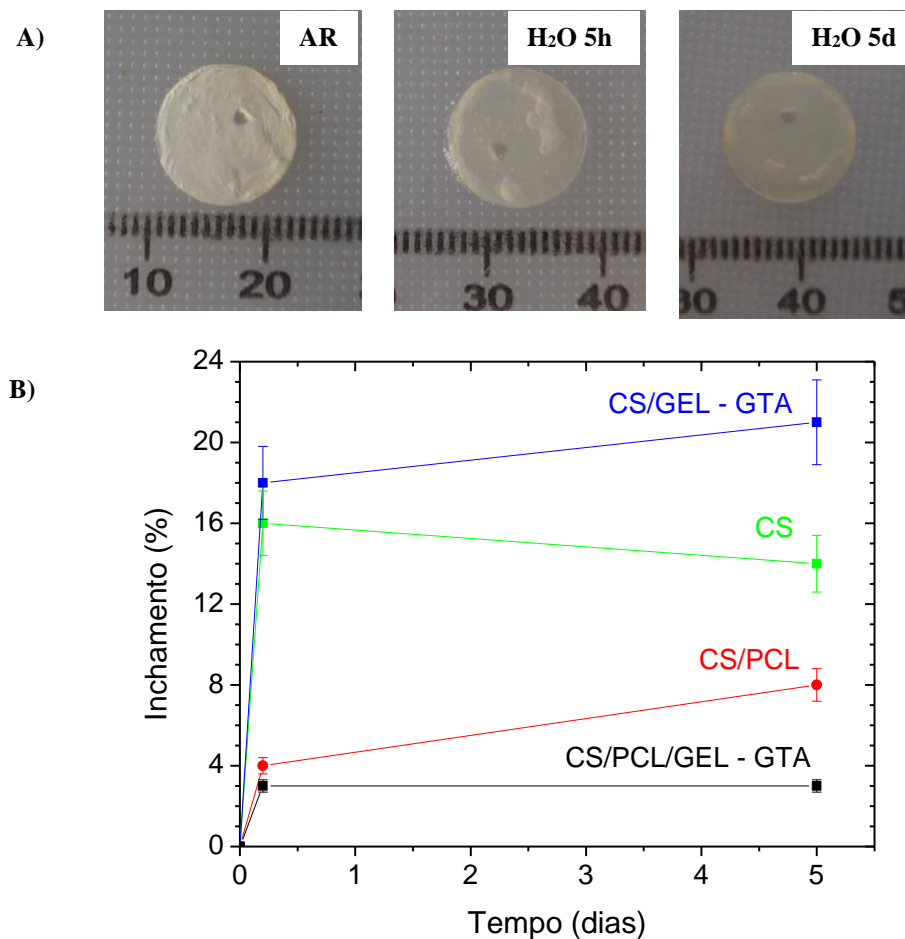 A)
AR
H₂O 5h
H₂O 5d
10 20
30 40
30 40 5
B)
24
20
16
12
8
4
0
Inchamento (%)
CS/GEL - GTA
CS
CS/PCL
CS/PCL/GEL - GTA
0 1 2 3 4 5
Tempo (dias)